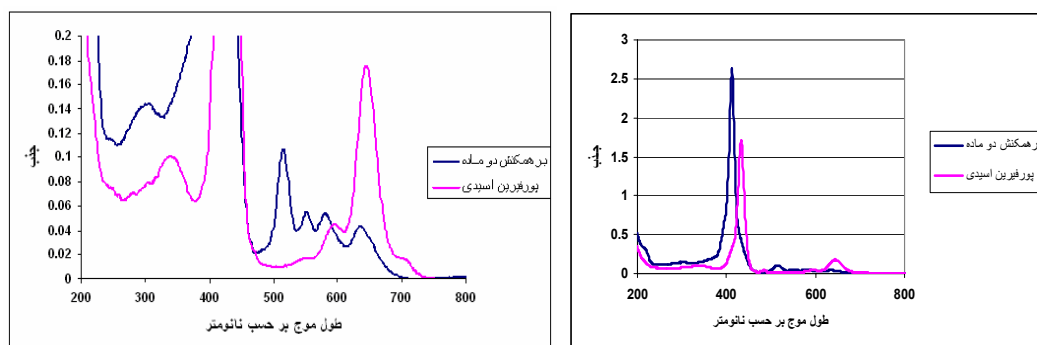 0.2
0.18
0.16
0.14
0.12
0.1
0.08
0.06
0.04
0.02
0
جذب
200 300 400 500 600 700 800
طول موج بر حسب نانومتر
برهمکنش دو ماده
پورفیرین اسیدی
3
2.5
2
1.5
1
0.5
0
جذب
200 400 600 800
طول موج بر حسب نانومتر
رهمکنش دو ماده
پورفیرین اسیدی